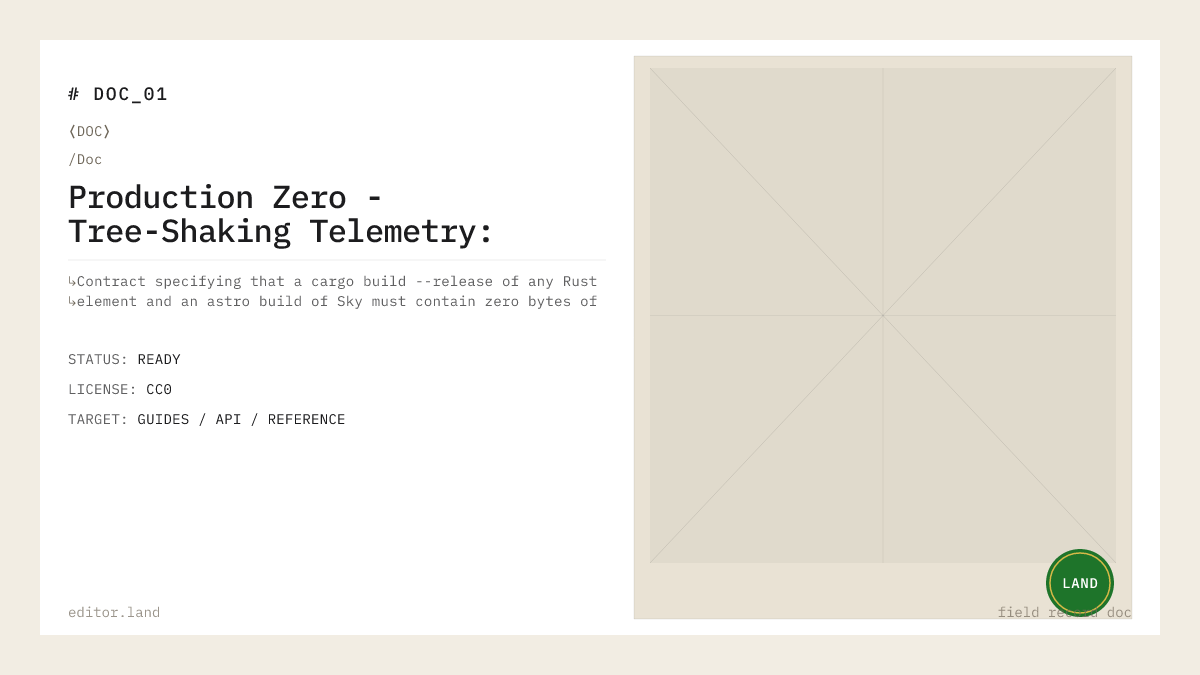 # DOC_01
⟨DOC⟩
/Doc
Production Zero -
Tree-Shaking Telemetry:
↳Contract specifying that a cargo build --release of any Rust
↳element and an astro build of Sky must contain zero bytes of
STATUS: READY
LICENSE: CC0
TARGET: GUIDES / API / REFERENCE
LAND
editor.land
field record doc